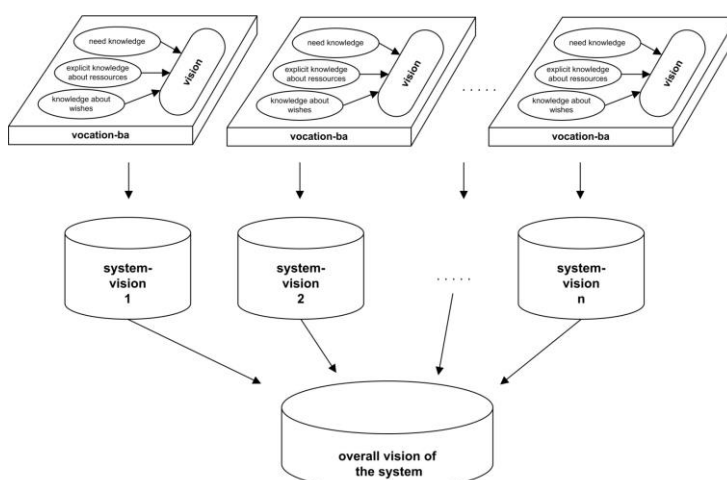 need knowledge
explicit knowledge
about ressources
knowledge about
wishes
vision
vocation-ba
need knowledge
explicit knowledge
about ressources
knowledge about
wishes
vision
vocation-ba
. . . . .
need knowledge
explicit knowledge
about ressources
knowledge about
wishes
vision
vocation-ba
system-
vision
1
system-
vision
2
. . . . .
system-
vision
n
overall vision of
the system